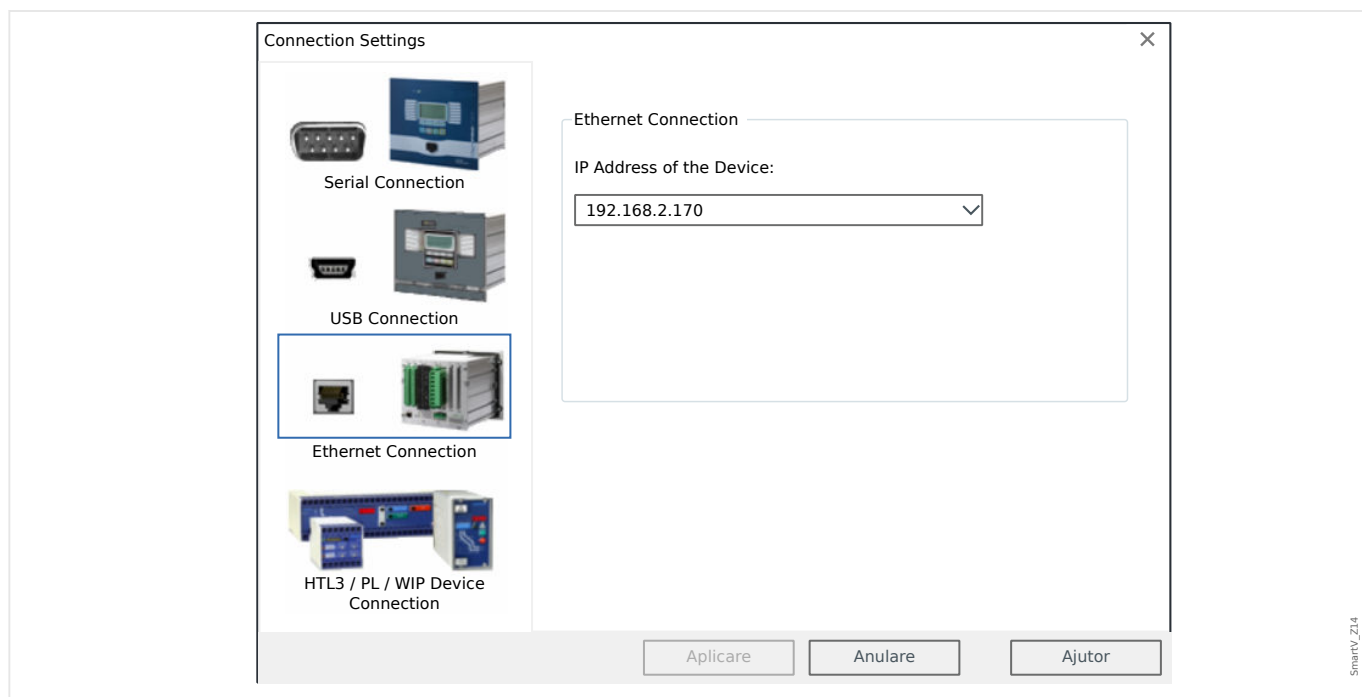 Connection Settings
Serial Connection
USB Connection
Ethernet Connection
HTL3 / PL / WIP Device
Connection
Ethernet Connection
IP Address of the Device:
192.168.2.170
Aplicare
Anulare
Ajutor
SmartV_Z14